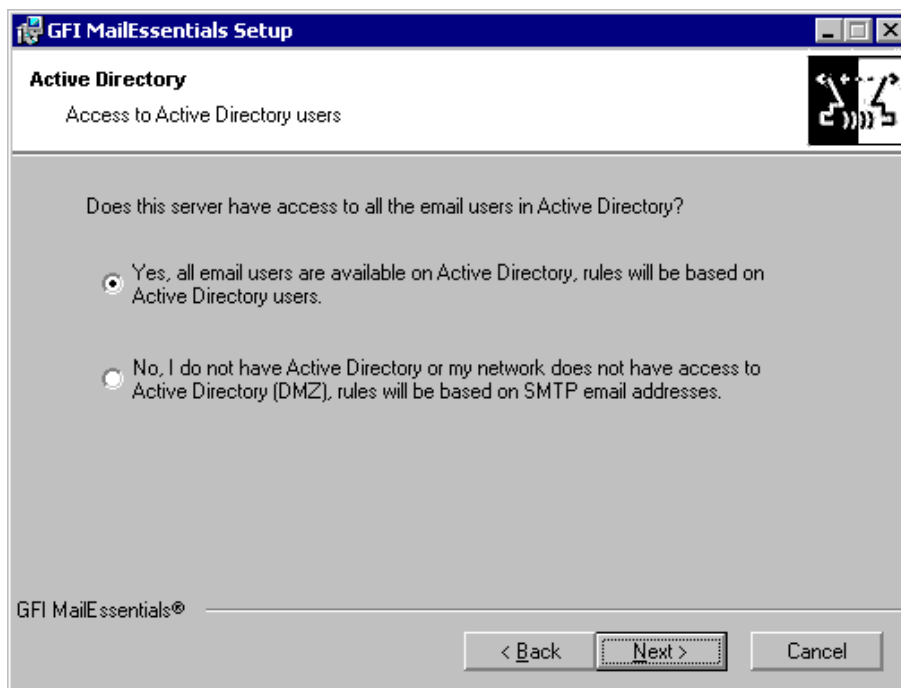 GFI MailEssentials Setup
Active Directory
Access to Active Directory users
Does this server have access to all the email users in Active Directory?
Yes, all email users are available on Active Directory, rules will be based on
Active Directory users.
No, I do not have Active Directory or my network does not have access to
Active Directory (DMZ), rules will be based on SMTP email addresses.
GFI MailEssentials®
< Back
Next >
Cancel